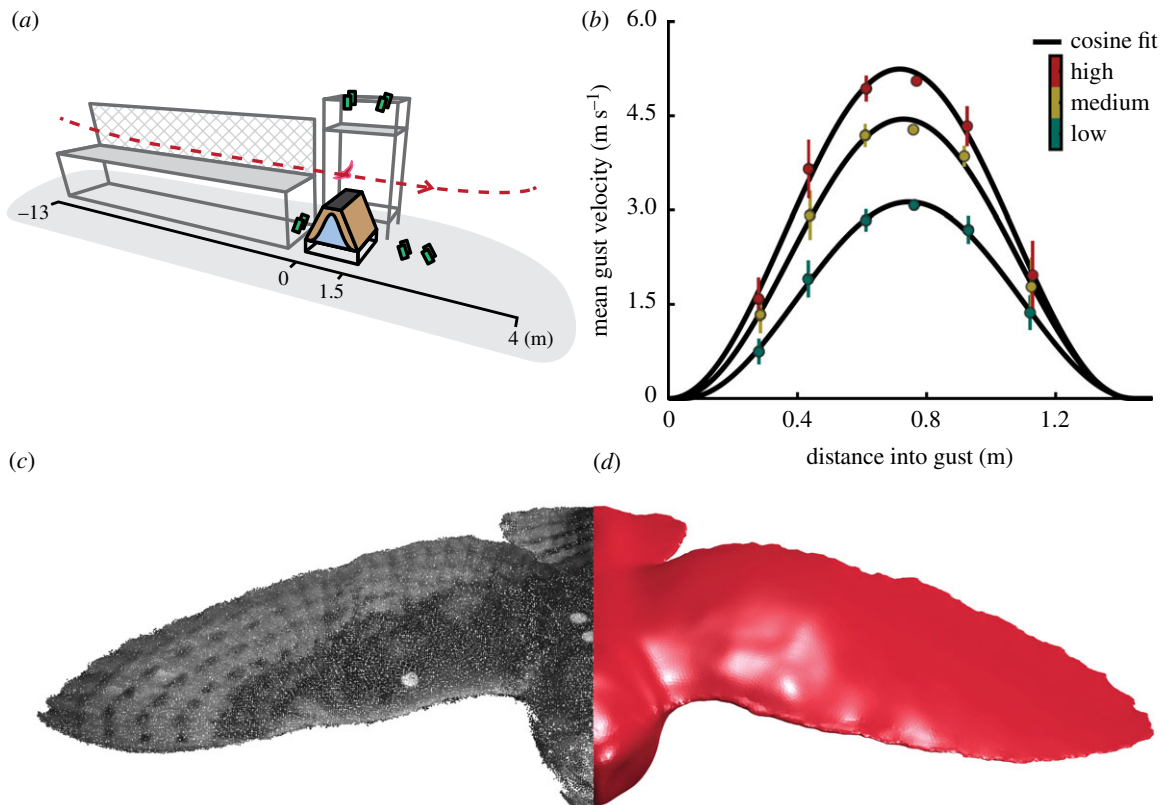 (a)
−13
0
1.5
4 (m)
(b)
6.0
4.5
3.0
1.5
0
mean gust velocity (m s⁻¹)
cosine fit
high
medium
low
0
0.4
0.8
1.2
distance into gust (m)
(c)
(d)